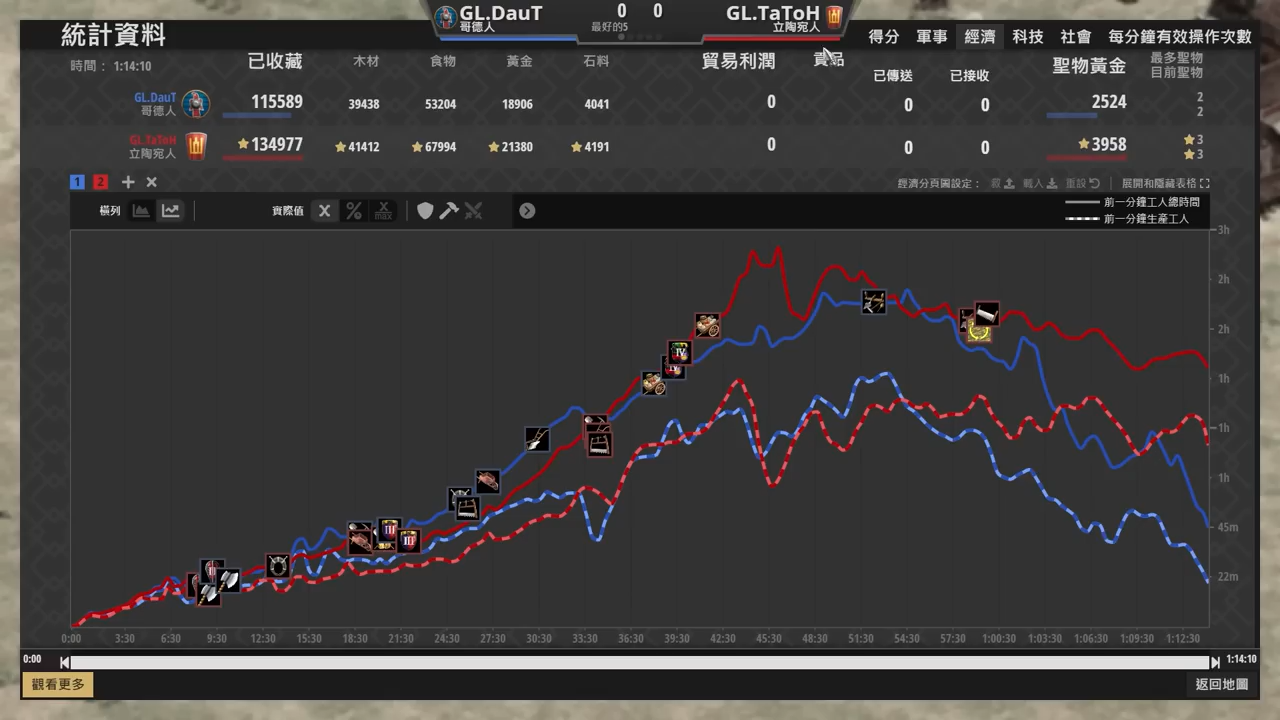 GL.DauT 0 0 GL.TaToH
哥德人 最好的5 立陶宛人
統計資料 得分 軍事 經濟 科技 社會 每分鐘有效操作次數
時間： 1:14:10 已收藏 木材 食物 黃金 石料 貿易利潤 貢品 已傳送 已接收 聖物黃金 最多聖物
目前聖物
GL.DauT 115589 39438 53204 18906 4041 0 0 0 2524 2
哥德人 2
GL.TaToH 134977 41412 67994 21380 4191 0 0 0 3958 3
立陶宛人 3
1 2 經濟分頁圖設定： 載入 重設 展開和隱藏表格
橫列 實際值 X % X max 前一分鐘工人總時間
前一分鐘生產工人
3h
2h
2h
1h
1h
1h
45m
22m
IV
III III
0:00 3:30 6:30 9:30 12:30 15:30 18:30 21:30 24:30 27:30 30:30 33:30 36:30 39:30 42:30 45:30 48:30 51:30 54:30 57:30 1:00:30 1:03:30 1:06:30 1:09:30 1:12:30
0:00 1:14:10
觀看更多 返回地圖